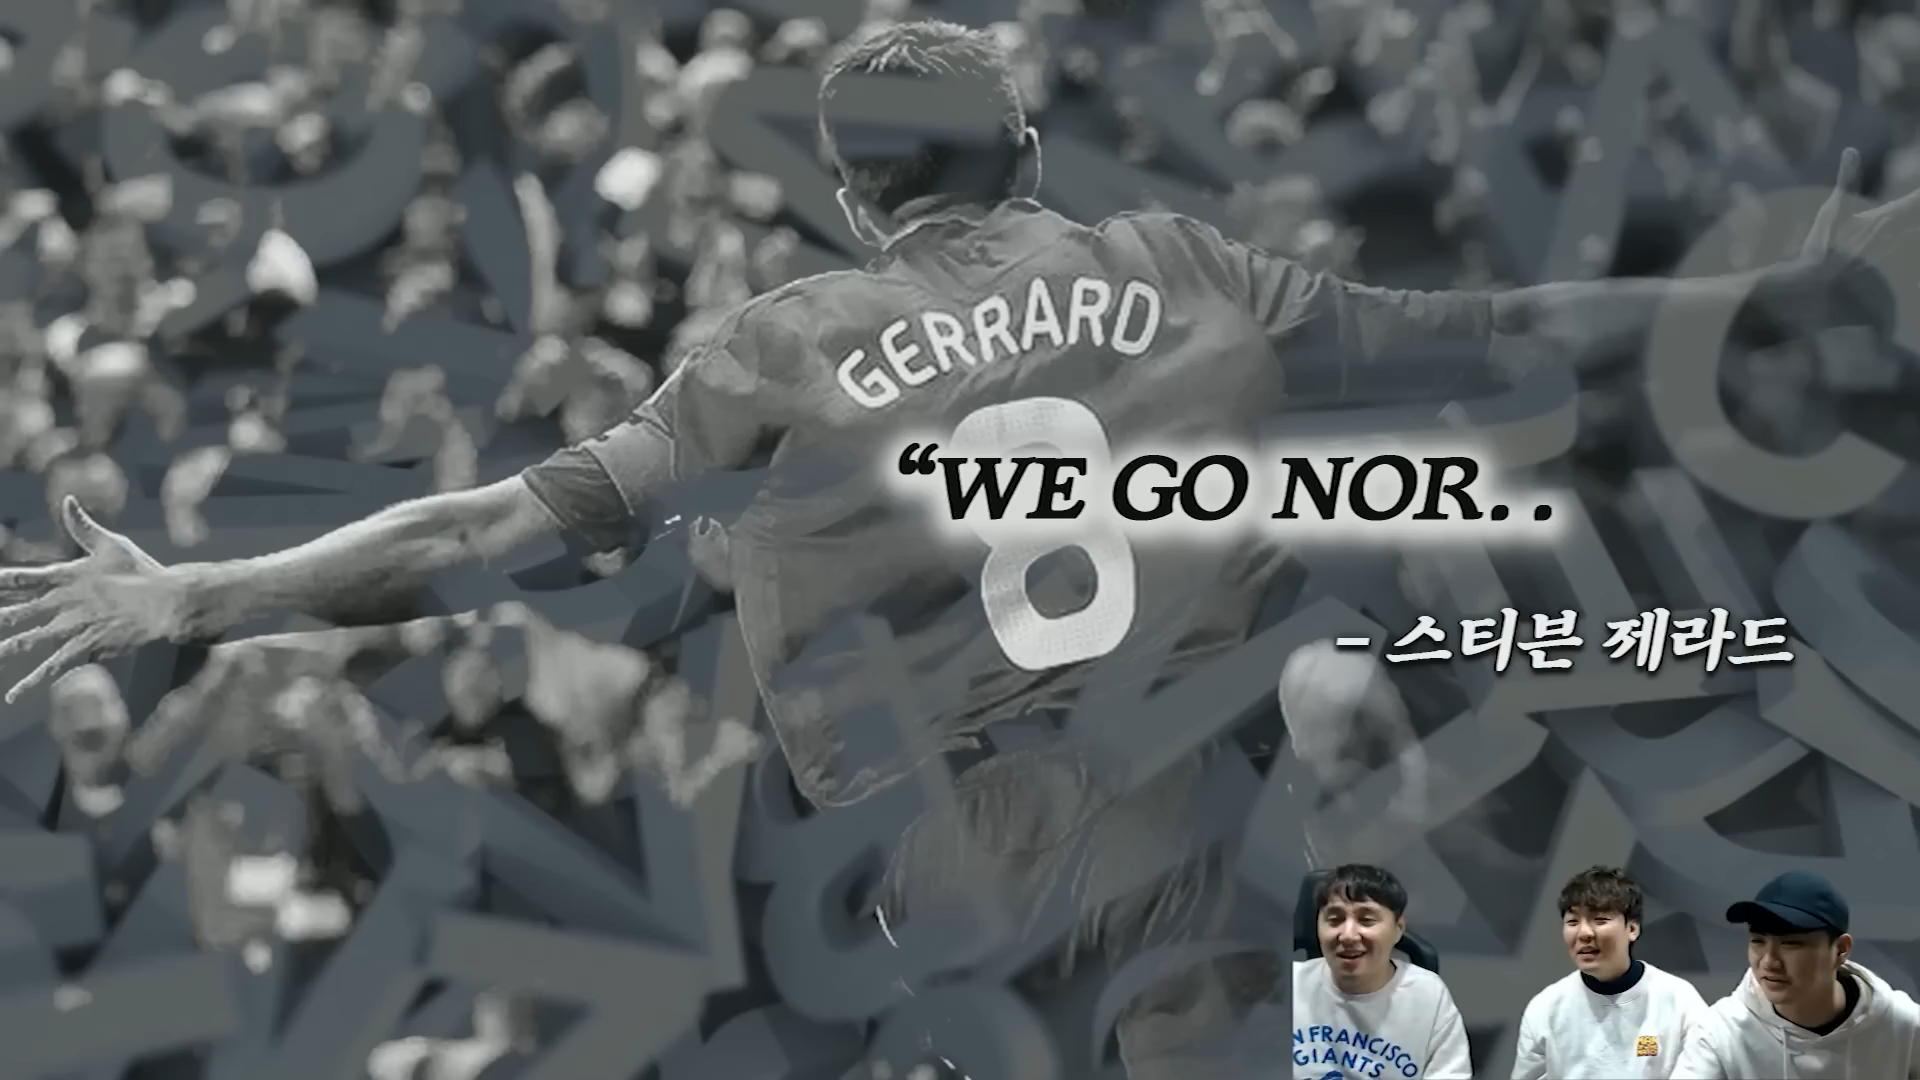 GERRARD
8
“WE GO NOR..
- 스티븐 제라드
N FRANCISCO
GIANTS